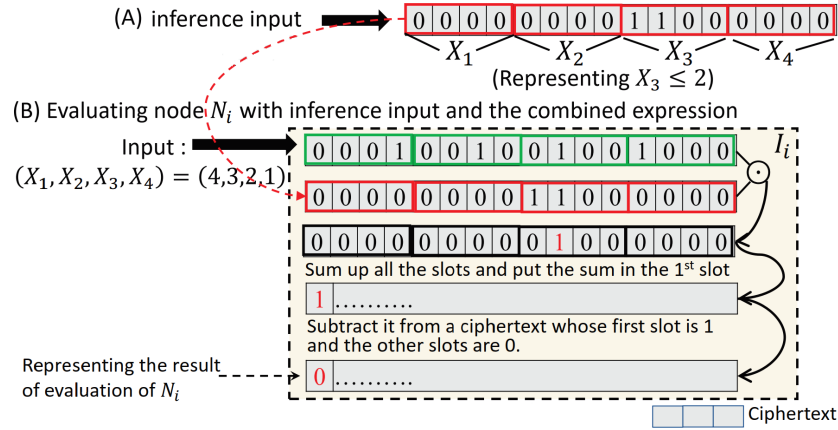 (A) inference input
0 0 0 0 0 0 0 0 1 1 0 0 0 0 0 0
X₁ X₂ X₃ X₄
(Representing X₃ ≤ 2)
(B) Evaluating node Nᵢ with inference input and the combined expression
Input :
(X₁, X₂, X₃, X₄) = (4,3,2,1)
0 0 0 1 0 0 1 0 0 1 0 0 1 0 0 0
Iᵢ
0 0 0 0 0 0 0 0 1 1 0 0 0 0 0 0
0 0 0 0 0 0 0 0 0 1 0 0 0 0 0 0
Sum up all the slots and put the sum in the 1ˢᵗ slot
1 ..........
Subtract it from a ciphertext whose first slot is 1
and the other slots are 0.
Representing the result
of evaluation of Nᵢ
0 ..........
Ciphertext